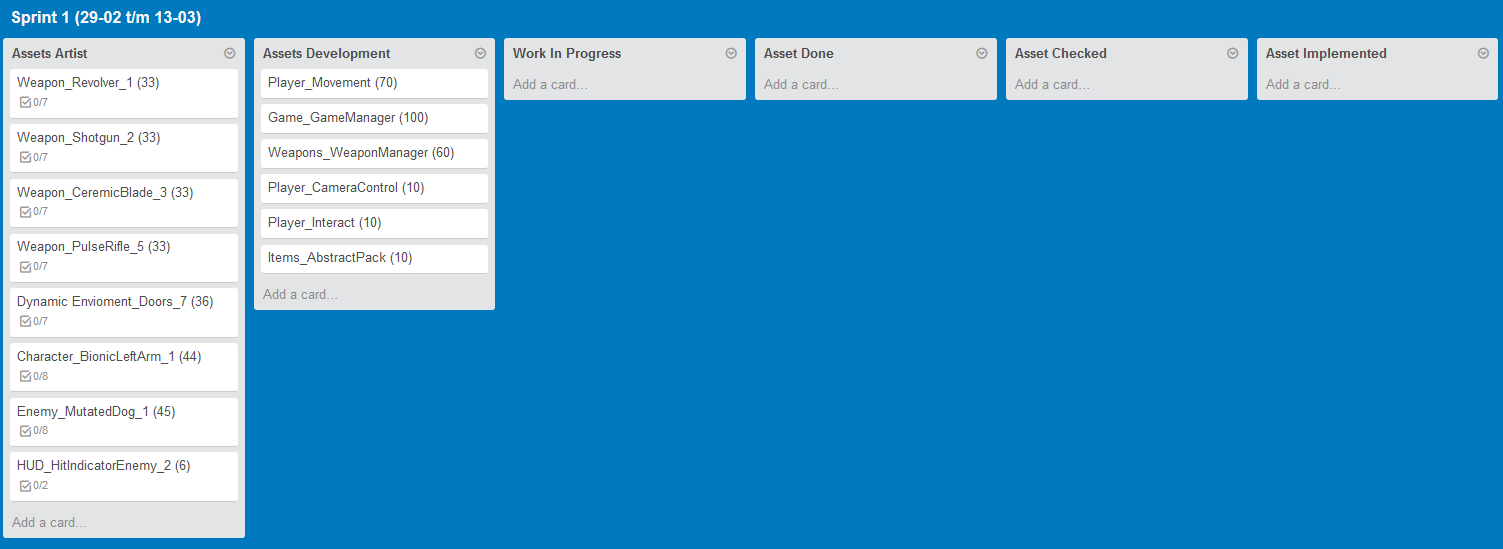 Sprint 1 (29-02 t/m 13-03)
Assets Artist
Weapon_Revolver_1 (33)
0/7
Weapon_Shotgun_2 (33)
0/7
Weapon_CeremicBlade_3 (33)
0/7
Weapon_PulseRifle_5 (33)
0/7
Dynamic Envioment_Doors_7 (36)
0/7
Character_BionicLeftArm_1 (44)
0/8
Enemy_MutatedDog_1 (45)
0/8
HUD_HitIndicatorEnemy_2 (6)
0/2
Add a card...
Assets Development
Player_Movement (70)
Game_GameManager (100)
Weapons_WeaponManager (60)
Player_CameraControl (10)
Player_Interact (10)
Items_AbstractPack (10)
Add a card...
Work In Progress
Add a card...
Asset Done
Add a card...
Asset Checked
Add a card...
Asset Implemented
Add a card...